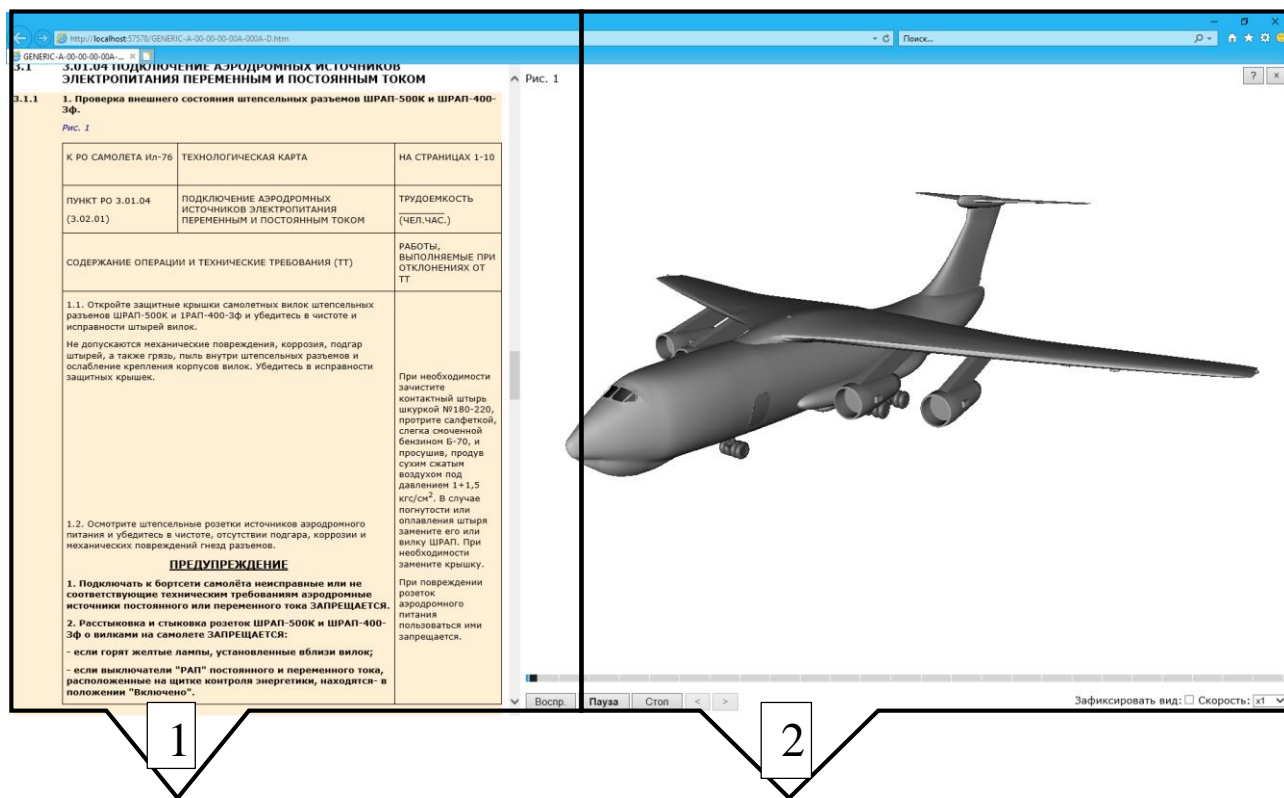 http://localhost:57578/GENERIC-A-00-00-00-00A-000A-D.htm
Поиск...
GENERIC-A-00-00-00-00A-...
3.1 3.01.04 ПОДКЛЮЧЕНИЕ АЭРОДРОМНЫХ ИСТОЧНИКОВ
ЭЛЕКТРОПИТАНИЯ ПЕРЕМЕННЫМ И ПОСТОЯННЫМ ТОКОМ
3.1.1 1. Проверка внешнего состояния штепсельных разъемов ШРАП-500К и ШРАП-400-
3ф.
Рис. 1
К РО САМОЛЕТА Ил-76 ТЕХНОЛОГИЧЕСКАЯ КАРТА НА СТРАНИЦАХ 1-10
ПУНКТ РО 3.01.04
(3.02.01)
ПОДКЛЮЧЕНИЕ АЭРОДРОМНЫХ
ИСТОЧНИКОВ ЭЛЕКТРОПИТАНИЯ
ПЕРЕМЕННЫМ И ПОСТОЯННЫМ ТОКОМ
ТРУДОЕМКОСТЬ
________
(ЧЕЛ.ЧАС.)
СОДЕРЖАНИЕ ОПЕРАЦИИ И ТЕХНИЧЕСКИЕ ТРЕБОВАНИЯ (ТТ)
РАБОТЫ,
ВЫПОЛНЯЕМЫЕ ПРИ
ОТКЛОНЕНИЯХ ОТ
ТТ
1.1. Откройте защитные крышки самолетных вилок штепсельных
разъемов ШРАП-500К и 1РАП-400-3ф и убедитесь в чистоте и
исправности штырей вилок.
Не допускаются механические повреждения, коррозия, подгар
штырей, а также грязь, пыль внутри штепсельных разъемов и
ослабление крепления корпусов вилок. Убедитесь в исправности
защитных крышек.
1.2. Осмотрите штепсельные розетки источников аэродромного
питания и убедитесь в чистоте, отсутствии подгара, коррозии и
механических повреждений гнезд разъемов.
ПРЕДУПРЕЖДЕНИЕ
1. Подключать к бортсети самолёта неисправные или не
соответствующие техническим требованиям аэродромные
источники постоянного или переменного тока ЗАПРЕЩАЕТСЯ.
2. Расстыковка и стыковка розеток ШРАП-500К и ШРАП-400-
3ф о вилками на самолете ЗАПРЕЩАЕТСЯ:
- если горят желтые лампы, установленные вблизи вилок;
- если выключатели "РАП" постоянного и переменного тока,
расположенные на щитке контроля энергетики, находятся- в
положении "Включено".
При необходимости
зачистите
контактный штырь
шкуркой №180-220,
протрите салфеткой,
слегка смоченной
бензином Б-70, и
просушив, продув
сухим сжатым
воздухом под
давлением 1+1,5
кгс/см². В случае
погнутости или
оплавления штыря
замените его или
вилку ШРАП. При
необходимости
замените крышку.
При повреждении
розеток
аэродромного
питания
пользоваться ими
запрещается.
Рис. 1
? x
Воспр. Пауза Стоп < > Зафиксировать вид: Скорость: x1
1
2